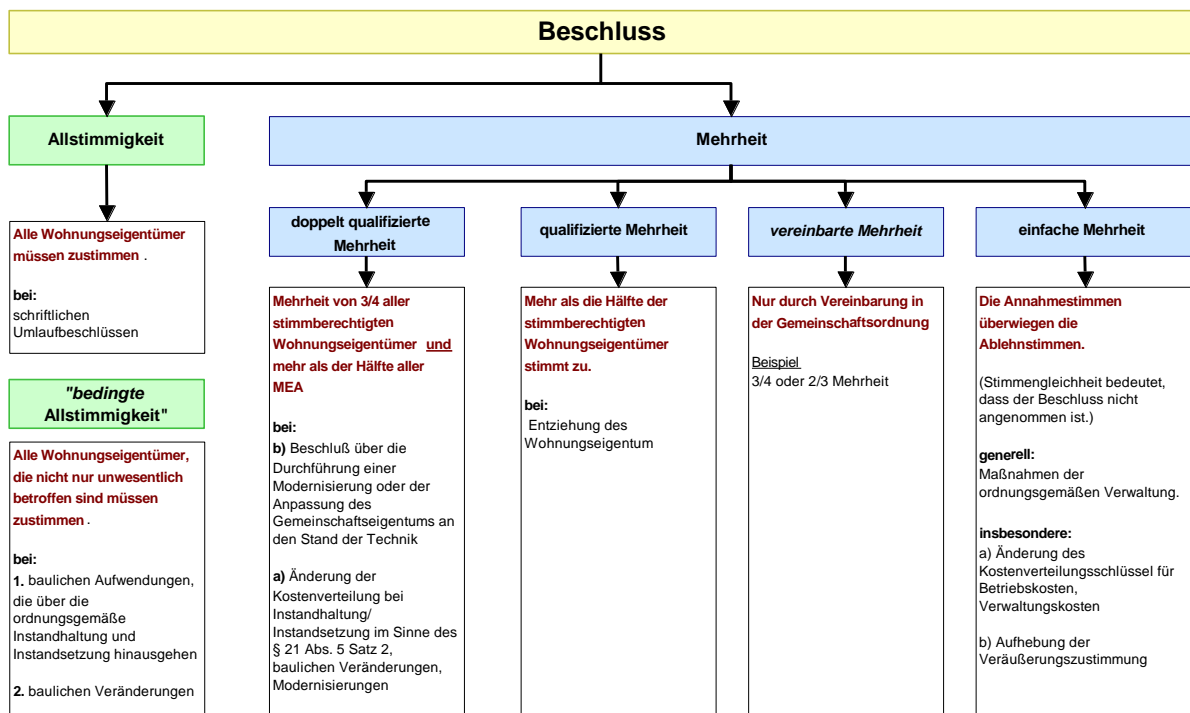 Beschluss
Allstimmigkeit
Alle Wohnungseigentümer
müssen zustimmen .
bei:
schriftlichen
Umlaufbeschlüssen
"bedingte
Allstimmigkeit"
Alle Wohnungseigentümer,
die nicht nur unwesentlich
betroffen sind müssen
zustimmen .
bei:
1. baulichen Aufwendungen,
die über die
ordnungsgemäße
Instandhaltung und
Instandsetzung hinausgehen
2. baulichen Veränderungen
Mehrheit
doppelt qualifizierte
Mehrheit
Mehrheit von 3/4 aller
stimmberechtigten
Wohnungseigentümer und
mehr als der Hälfte aller
MEA
bei:
b) Beschluß über die
Durchführung einer
Modernisierung oder der
Anpassung des
Gemeinschaftseigentums an
den Stand der Technik
a) Änderung der
Kostenverteilung bei
Instandhaltung/
Instandsetzung im Sinne des
§ 21 Abs. 5 Satz 2,
baulichen Veränderungen,
Modernisierungen
qualifizierte Mehrheit
Mehr als die Hälfte der
stimmberechtigten
Wohnungseigentümer
stimmt zu.
bei:
Entziehung des
Wohnungseigentum
vereinbarte Mehrheit
Nur durch Vereinbarung in
der Gemeinschaftsordnung
Beispiel
3/4 oder 2/3 Mehrheit
einfache Mehrheit
Die Annahmestimmen
überwiegen die
Ablehnstimmen.
(Stimmengleichheit bedeutet,
dass der Beschluss nicht
angenommen ist.)
generell:
Maßnahmen der
ordnungsgemäßen Verwaltung.
insbesondere:
a) Änderung des
Kostenverteilungsschlüssel für
Betriebskosten,
Verwaltungskosten
b) Aufhebung der
Veräußerungszustimmung